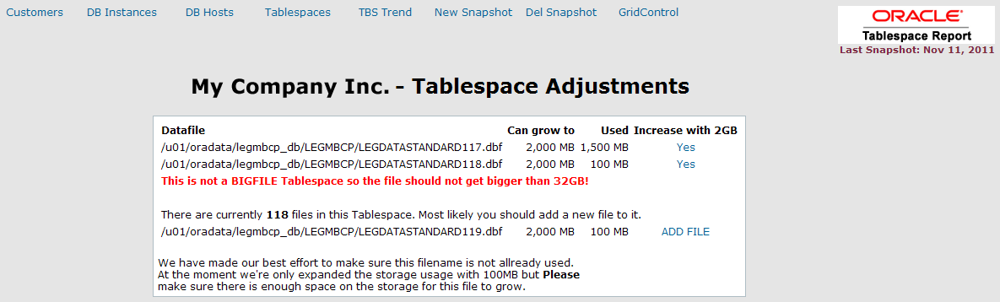 Customers DB Instances DB Hosts Tablespaces TBS Trend New Snapshot Del Snapshot GridControl
ORACLE
Tablespace Report
Last Snapshot: Nov 11, 2011
My Company Inc. - Tablespace Adjustments
Datafile Can grow to Used Increase with 2GB
/u01/oradata/legmbcp_db/LEGMBCP/LEGDATASTANDARD117.dbf 2,000 MB 1,500 MB Yes
/u01/oradata/legmbcp_db/LEGMBCP/LEGDATASTANDARD118.dbf 2,000 MB 100 MB Yes
This is not a BIGFILE Tablespace so the file should not get bigger than 32GB!
There are currently 118 files in this Tablespace. Most likely you should add a new file to it.
/u01/oradata/legmbcp_db/LEGMBCP/LEGDATASTANDARD119.dbf 2,000 MB 100 MB ADD FILE
We have made our best effort to make sure this filename is not allready used.
At the moment we're only expanded the storage usage with 100MB but Please
make sure there is enough space on the storage for this file to grow.